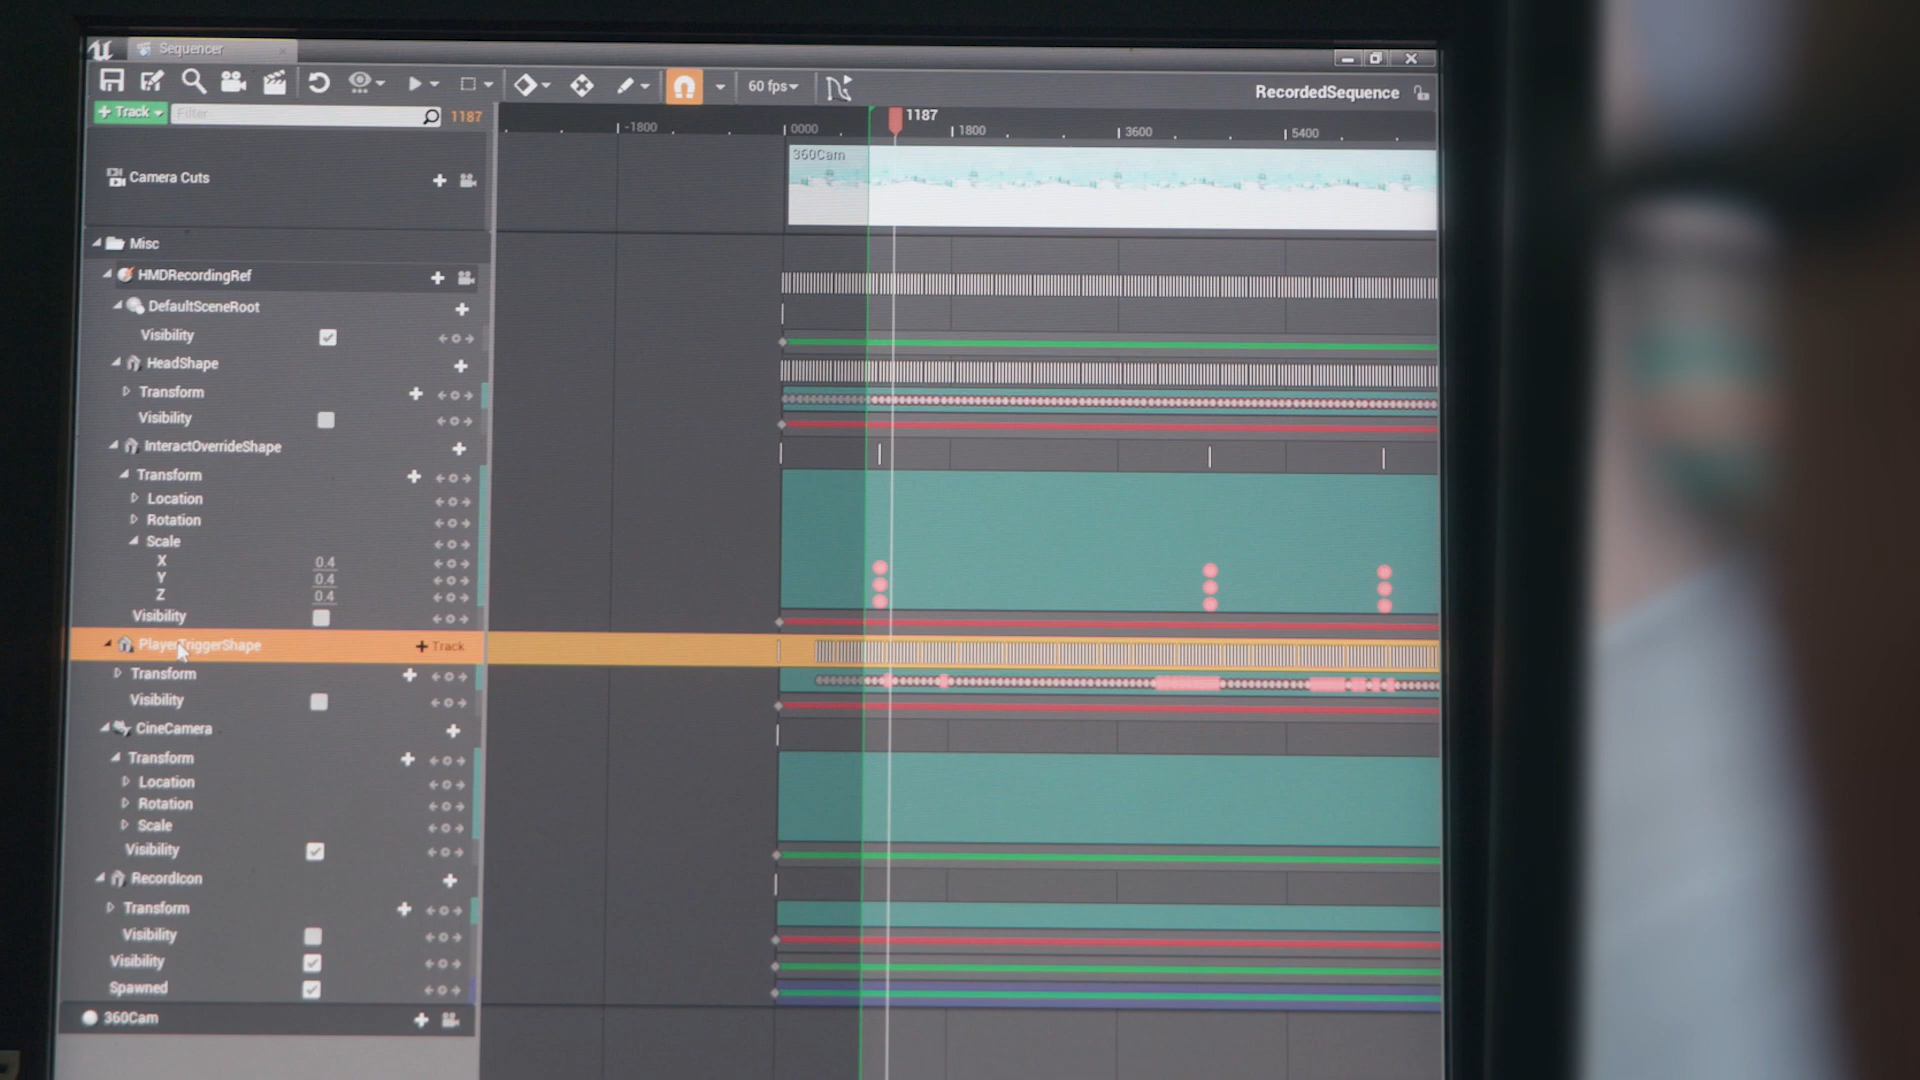 Sequencer
60 fps
RecordedSequence
+ Track
Filter
1187
1187
-1800
0000
1800
3600
5400
Camera Cuts
360Cam
Misc
HMDRecordingRef
DefaultSceneRoot
Visibility
HeadShape
Transform
Visibility
InteractOverrideShape
Transform
Location
Rotation
Scale
X 0.4
Y 0.4
Z 0.4
Visibility
PlayerTriggerShape + Track
Transform
Visibility
CineCamera
Transform
Location
Rotation
Scale
Visibility
RecordIcon
Transform
Visibility
Visibility
Spawned
360Cam